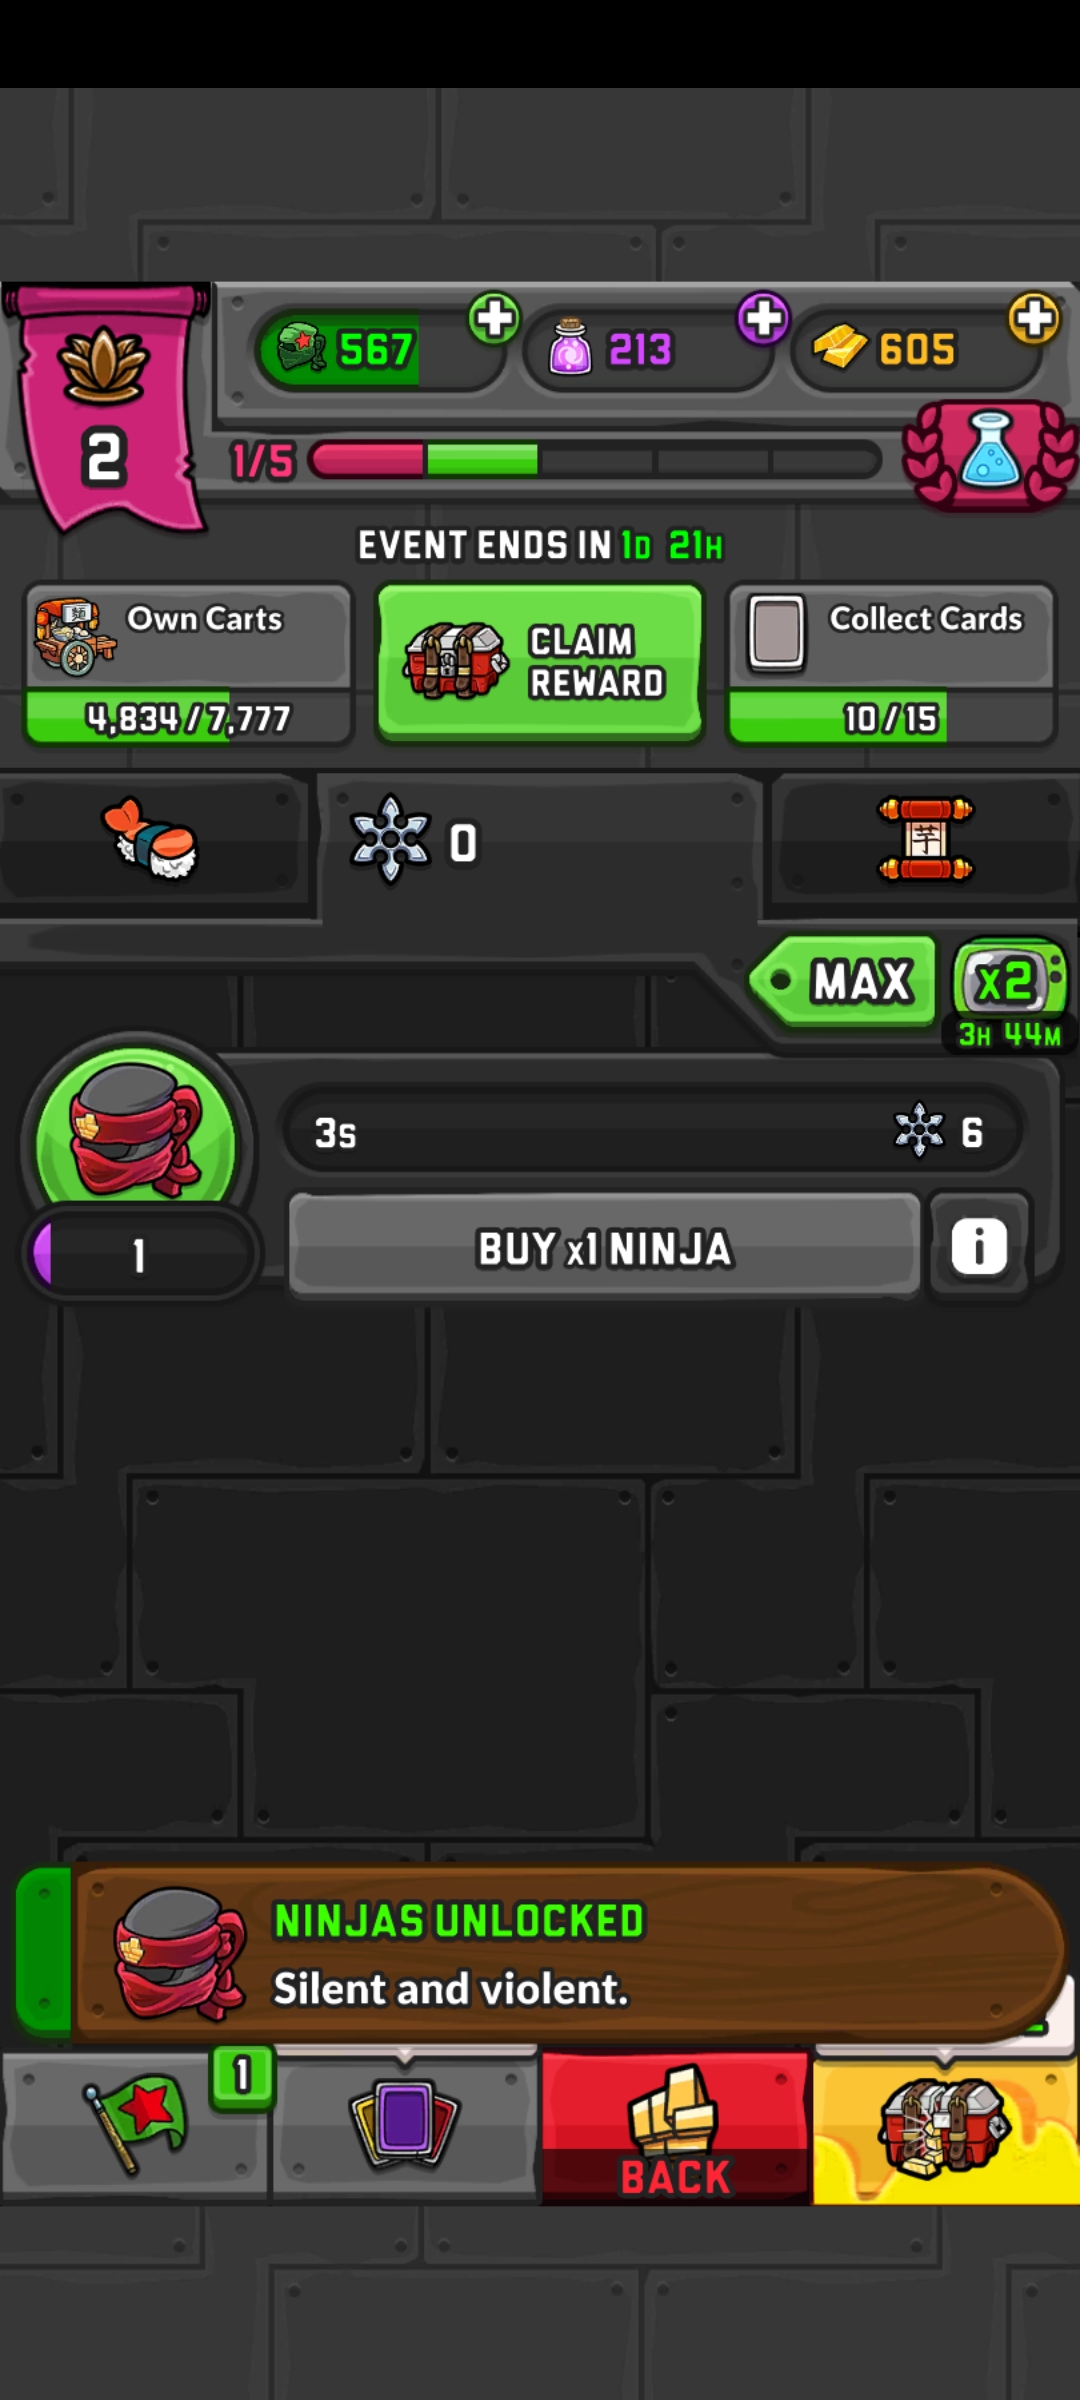 567
213
605
2
1/5
EVENT ENDS IN 1D 21H
Own Carts
4,834 / 7,777
CLAIM
REWARD
Collect Cards
10 / 15
0
芋
MAX
x2
3H 44M
3s
6
1
BUY x1 NINJA
i
NINJAS UNLOCKED
Silent and violent.
1
BACK